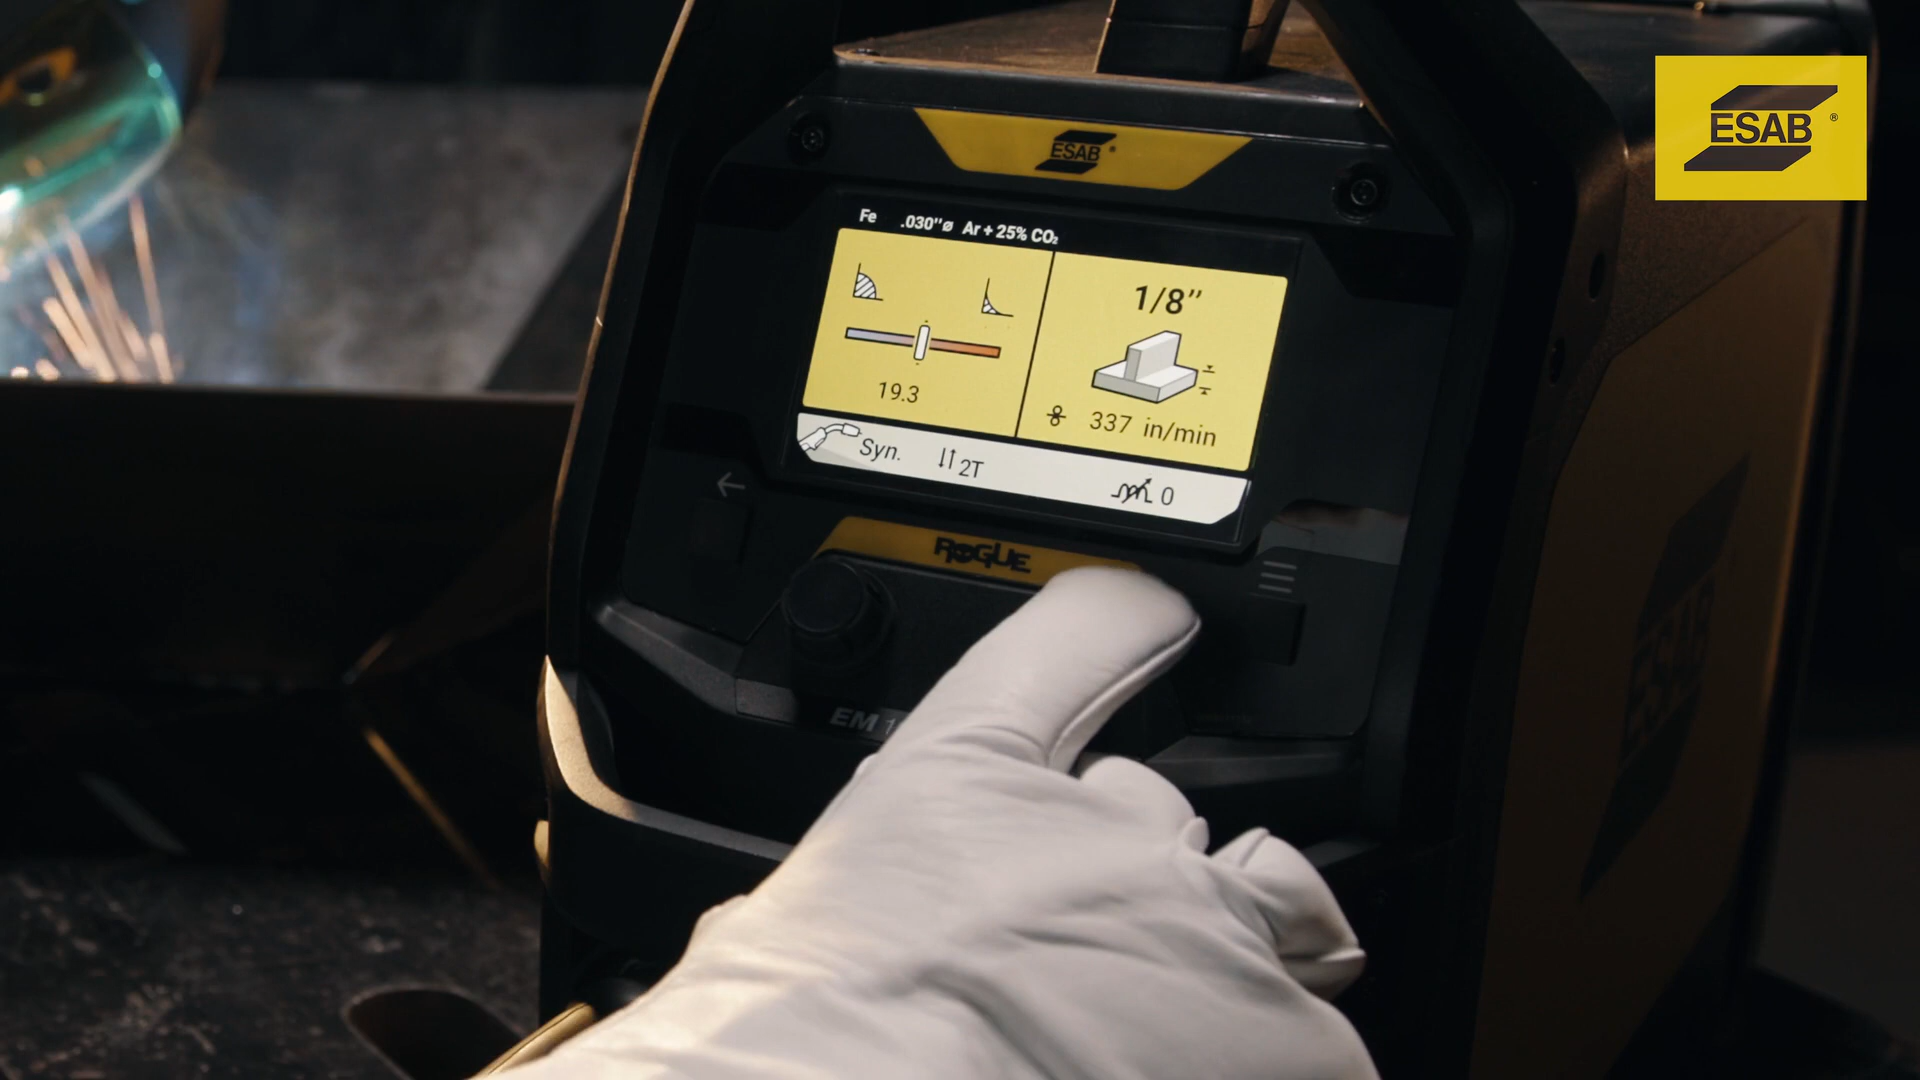 ESAB ®
ESAB ®
Fe .030"ø Ar + 25% CO₂
1/8"
19.3
337 in/min
Syn. 2T 0
ROGUE
EM
ESAB